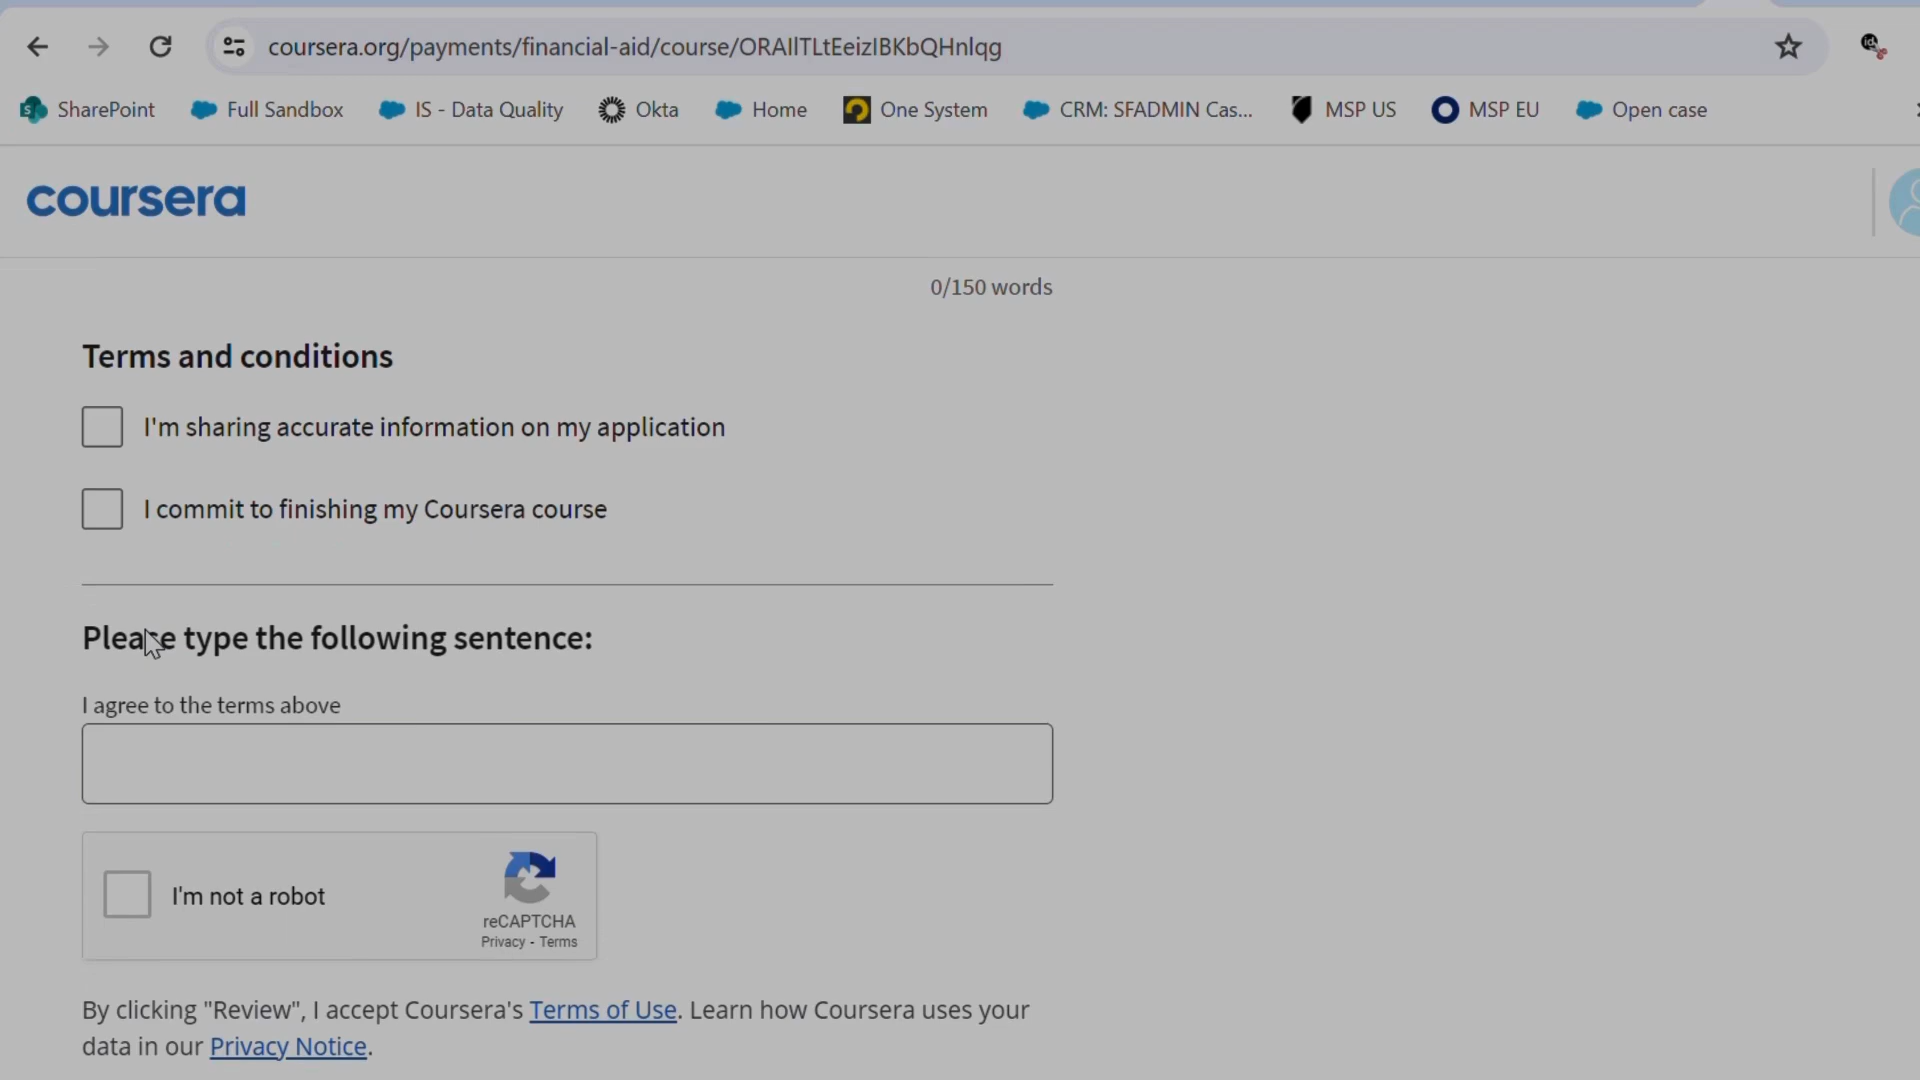 coursera.org/payments/financial-aid/course/ORAllTLtEeizIBKbQHnlqg
SharePoint Full Sandbox IS - Data Quality Okta Home One System CRM: SFADMIN Cas... MSP US MSP EU Open case
coursera
0/150 words
Terms and conditions
I'm sharing accurate information on my application
I commit to finishing my Coursera course
Please type the following sentence:
I agree to the terms above
I'm not a robot
reCAPTCHA
Privacy - Terms
By clicking "Review", I accept Coursera's Terms of Use. Learn how Coursera uses your
data in our Privacy Notice.